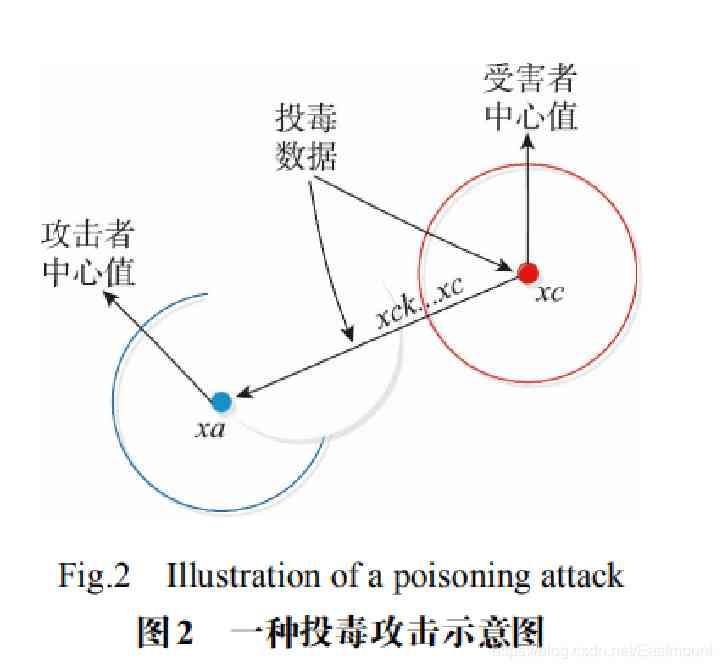 受害者
中心值
投毒
数据
攻击者
中心值
xck...xc
xc
xa
Fig.2 Illustration of a poisoning attack
图2 一种投毒攻击示意图
https://blog.csdn.net/Eastmount